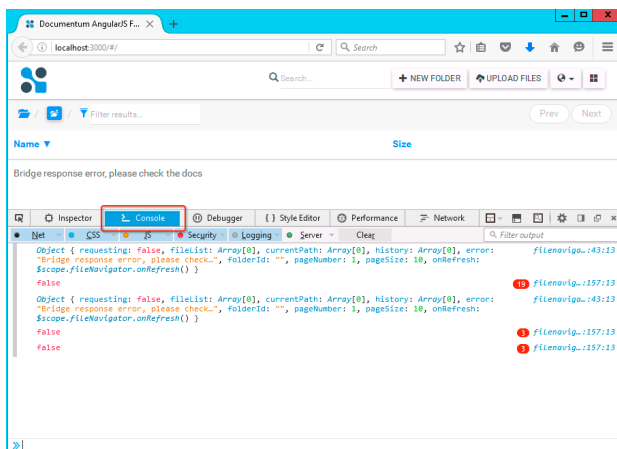 Documentum AngularJS F...
localhost:3000/#/
Search
Search...
NEW FOLDER
UPLOAD FILES
/ / Filter results...
Prev
Next
Name
Size
Bridge response error, please check the docs
Inspector
Console
Debugger
{ } Style Editor
Performance
Network
Net
CSS
JS
Security
Logging
Server
Clear
Filter output
Object { requesting: false, fileList: Array[0], currentPath: Array[0], history: Array[0], error: filenaviga…:43:13
"Bridge response error, please check…", folderId: "", pageNumber: 1, pageSize: 10, onRefresh:
$scope.fileNavigator.onRefresh() }
false 19 filenavig…:157:13
Object { requesting: false, fileList: Array[0], currentPath: Array[0], history: Array[0], error: filenaviga…:43:13
"Bridge response error, please check…", folderId: "", pageNumber: 1, pageSize: 10, onRefresh:
$scope.fileNavigator.onRefresh() }
false 3 filenavig…:157:13
false 3 filenavig…:157:13